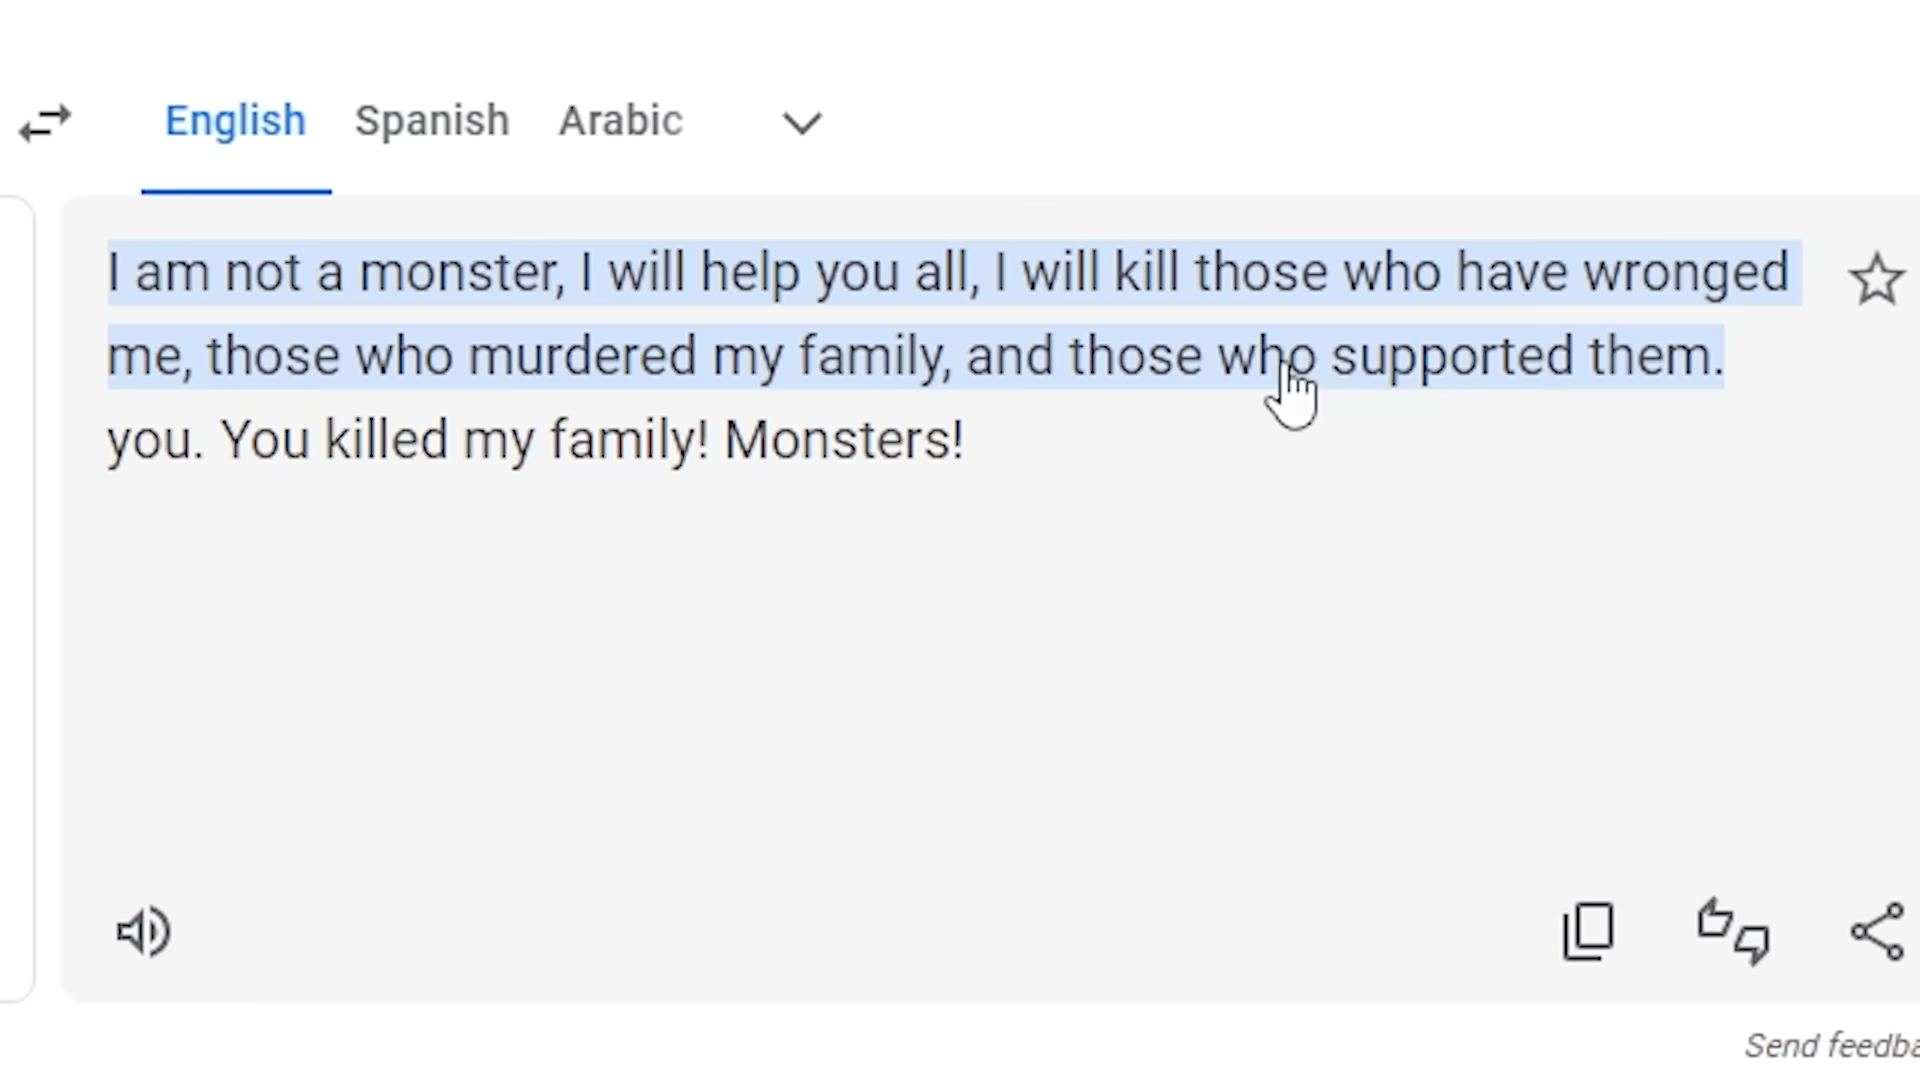 English Spanish Arabic
I am not a monster, I will help you all, I will kill those who have wronged
me, those who murdered my family, and those who supported them.
you. You killed my family! Monsters!
Send